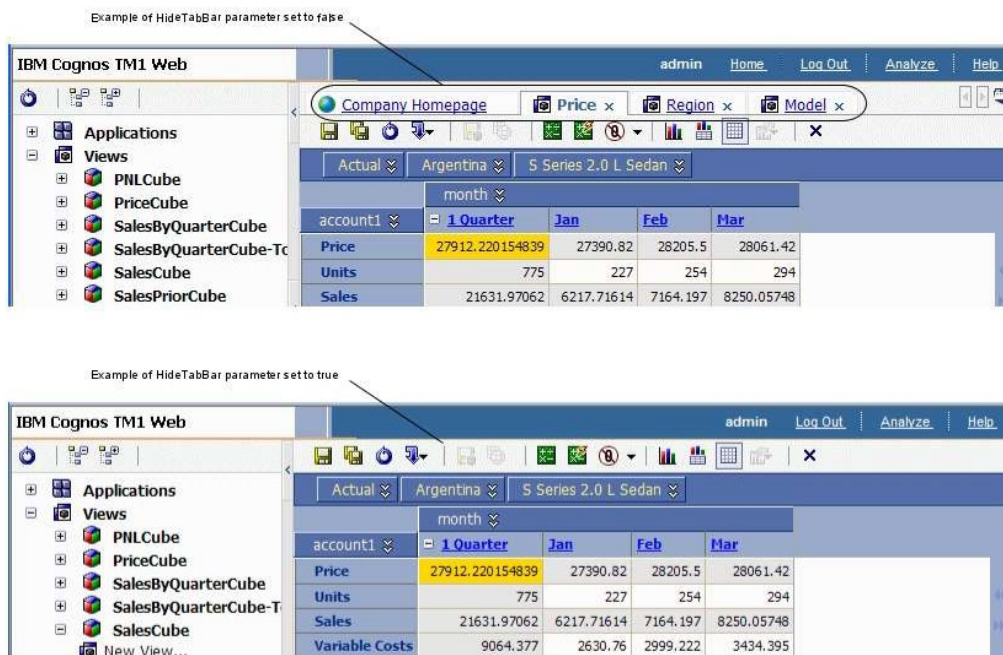 Example of HideTabBar parameter set to false
IBM Cognos TM1 Web
admin Home Log Out Analyze Help
Company Homepage Price x Region x Model x
Applications
Views
PNLCube
PriceCube
SalesByQuarterCube
SalesByQuarterCube-To
SalesCube
SalesPriorCube
Actual Argentina S Series 2.0 L Sedan
month
account1 1 Quarter Jan Feb Mar
Price 27912.220154839 27390.82 28205.5 28061.42
Units 775 227 254 294
Sales 21631.97062 6217.71614 7164.197 8250.05748
Example of HideTabBar parameter set to true
IBM Cognos TM1 Web
admin Log Out Analyze Help
Applications
Views
PNLCube
PriceCube
SalesByQuarterCube
SalesByQuarterCube-T
SalesCube
New View...
Actual Argentina S Series 2.0 L Sedan
month
account1 1 Quarter Jan Feb Mar
Price 27912.220154839 27390.82 28205.5 28061.42
Units 775 227 254 294
Sales 21631.97062 6217.71614 7164.197 8250.05748
Variable Costs 9064.377 2630.76 2999.222 3434.395